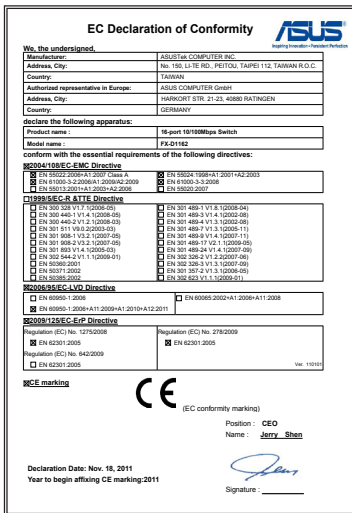 EC Declaration of Conformity
ASUS
Inspiring Innovation • Persistent Perfection
We, the undersigned,
Manufacturer: ASUSTek COMPUTER INC.
Address, City: No. 150, LI-TE RD., PEITOU, TAIPEI 112, TAIWAN R.O.C.
Country: TAIWAN
Authorized representative in Europe: ASUS COMPUTER GmbH
Address, City: HARKORT STR. 21-23, 40880 RATINGEN
Country: GERMANY
declare the following apparatus:
Product name : 16-port 10/100Mbps Switch
Model name : FX-D1162
conform with the essential requirements of the following directives:
☒2004/108/EC-EMC Directive
☒ EN 55022:2006+A1:2007 Class A ☒ EN 55024:1998+A1:2001+A2:2003
☒ EN 61000-3-2:2006/A1:2009/A2:2009 ☒ EN 61000-3-3:2008
☐ EN 55013:2001+A1:2003+A2:2006 ☐ EN 55020:2007
☐1999/5/EC-R &TTE Directive
☐ EN 300 328 V1.7.1(2006-05) ☐ EN 301 489-1 V1.8.1(2008-04)
☐ EN 300 440-1 V1.4.1(2008-05) ☐ EN 301 489-3 V1.4.1(2002-08)
☐ EN 300 440-2 V1.2.1(2008-03) ☐ EN 301 489-4 V1.3.1(2002-08)
☐ EN 301 511 V9.0.2(2003-03) ☐ EN 301 489-7 V1.3.1(2005-11)
☐ EN 301 908-1 V3.2.1(2007-05) ☐ EN 301 489-9 V1.4.1(2007-11)
☐ EN 301 908-2 V3.2.1(2007-05) ☐ EN 301 489-17 V2.1.1(2009-05)
☐ EN 301 893 V1.4.1(2005-03) ☐ EN 301 489-24 V1.4.1(2007-09)
☐ EN 302 544-2 V1.1.1(2009-01) ☐ EN 302 326-2 V1.2.2(2007-06)
☐ EN 50360:2001 ☐ EN 302 326-3 V1.3.1(2007-09)
☐ EN 50371:2002 ☐ EN 301 357-2 V1.3.1(2006-05)
☐ EN 50385:2002 ☐ EN 302 623 V1.1.1(2009-01)
☒2006/95/EC-LVD Directive
☐ EN 60950-1:2006 ☐ EN 60065:2002+A1:2006+A11:2008
☒ EN 60950-1:2006+A11:2009+A1:2010+A12:2011
☒2009/125/EC-ErP Directive
Regulation (EC) No. 1275/2008 Regulation (EC) No. 278/2009
☒ EN 62301:2005 ☒ EN 62301:2005
Regulation (EC) No. 642/2009
☐ EN 62301:2005 Ver. 110101
☒CE marking
CE
(EC conformity marking)
Position : CEO
Name : Jerry Shen
Declaration Date: Nov. 18, 2011
Year to begin affixing CE marking:2011
Signature :